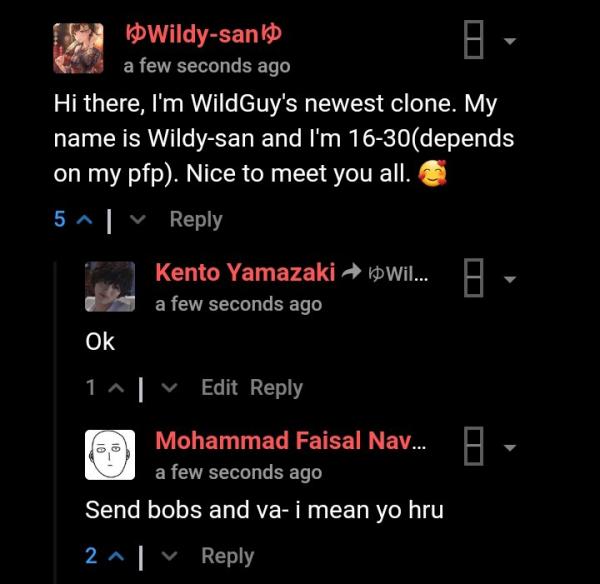 ゆWildy-sanゆ
a few seconds ago
Hi there, I'm WildGuy's newest clone. My
name is Wildy-san and I'm 16-30(depends
on my pfp). Nice to meet you all. 🥰
5 | Reply
Kento Yamazaki ゆWil...
a few seconds ago
Ok
1 | Edit Reply
Mohammad Faisal Nav...
a few seconds ago
Send bobs and va- i mean yo hru
2 | Reply